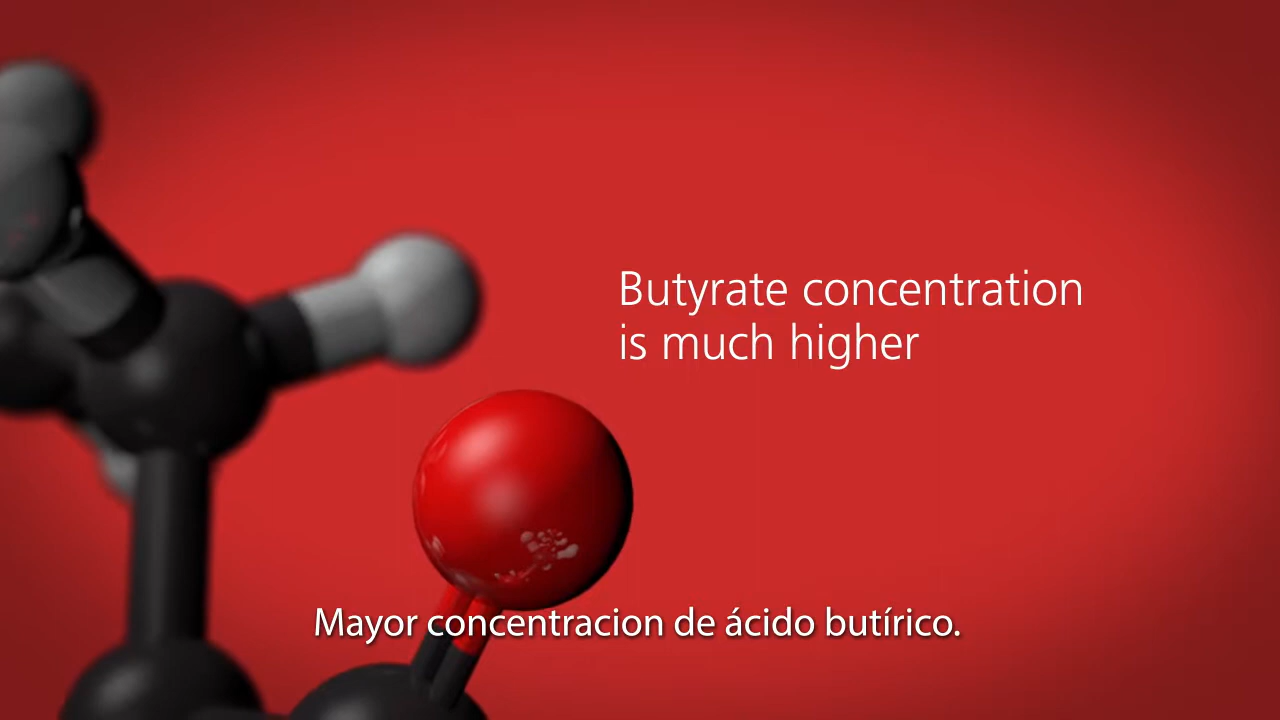 Butyrate concentration
is much higher
Mayor concentracion de ácido butírico.